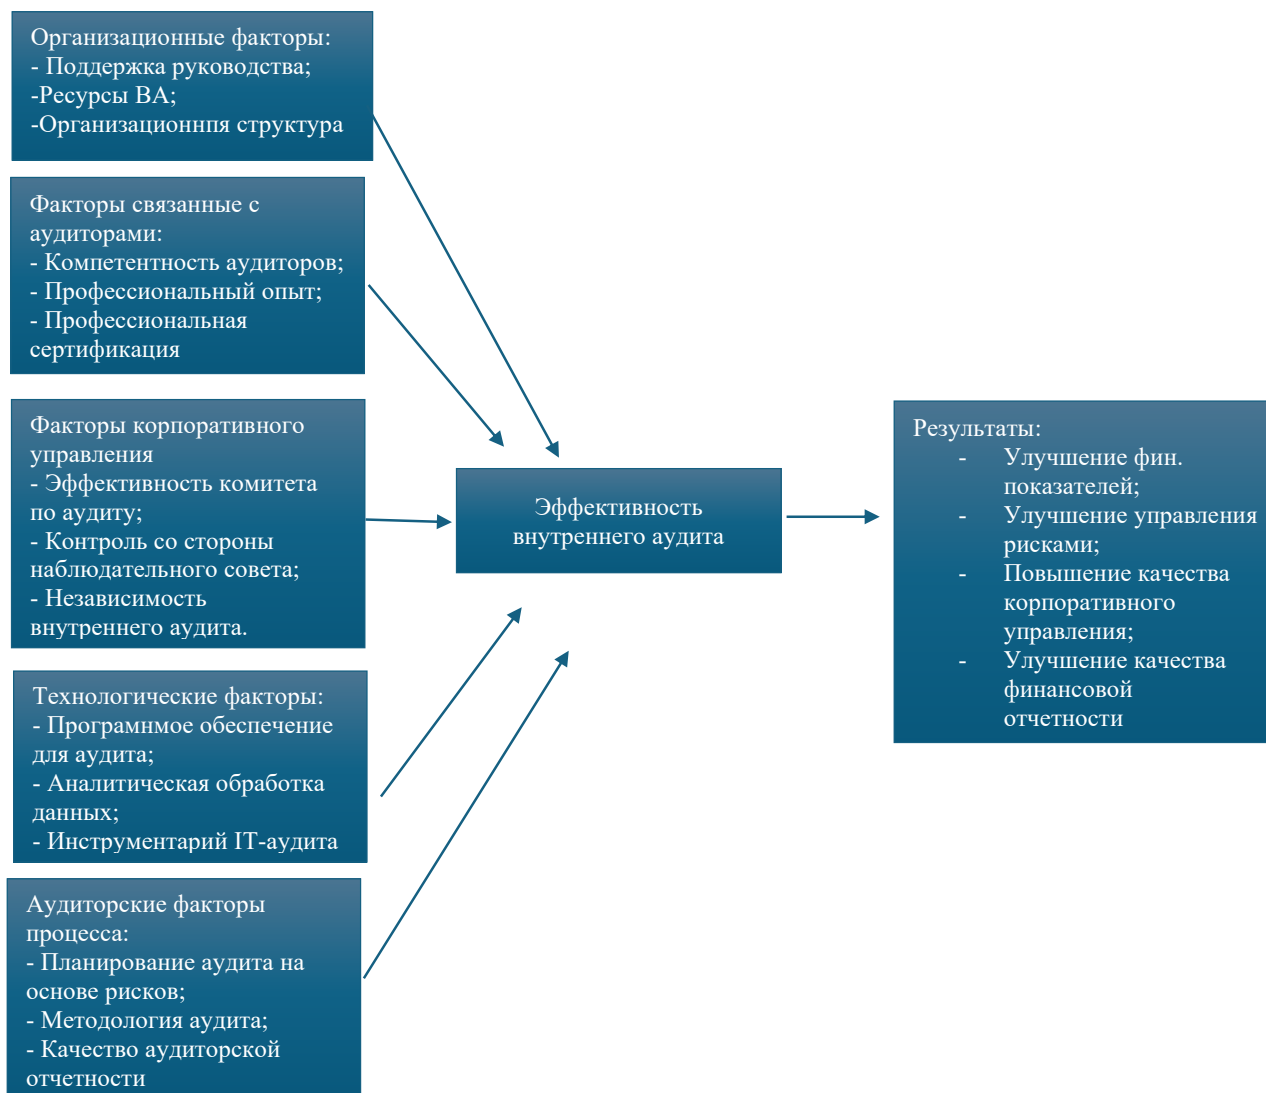 Организационные факторы:
- Поддержка руководства;
-Ресурсы ВА;
-Организационнпя структура
Факторы связанные с
аудиторами:
- Компетентность аудиторов;
- Профессиональный опыт;
- Профессиональная
сертификация
Факторы корпоративного
управления
- Эффективность комитета
по аудиту;
- Контроль со стороны
наблюдательного совета;
- Независимость
внутреннего аудита.
Технологические факторы:
- Програмнмое обеспечение
для аудита;
- Аналитическая обработка
данных;
- Инструментарий IT-аудита
Аудиторские факторы
процесса:
- Планирование аудита на
основе рисков;
- Методология аудита;
- Качество аудиторской
отчетности
Эффективность
внутреннего аудита
Результаты:
- Улучшение фин.
показателей;
- Улучшение управления
рисками;
- Повышение качества
корпоративного
управления;
- Улучшение качества
финансовой
отчетности